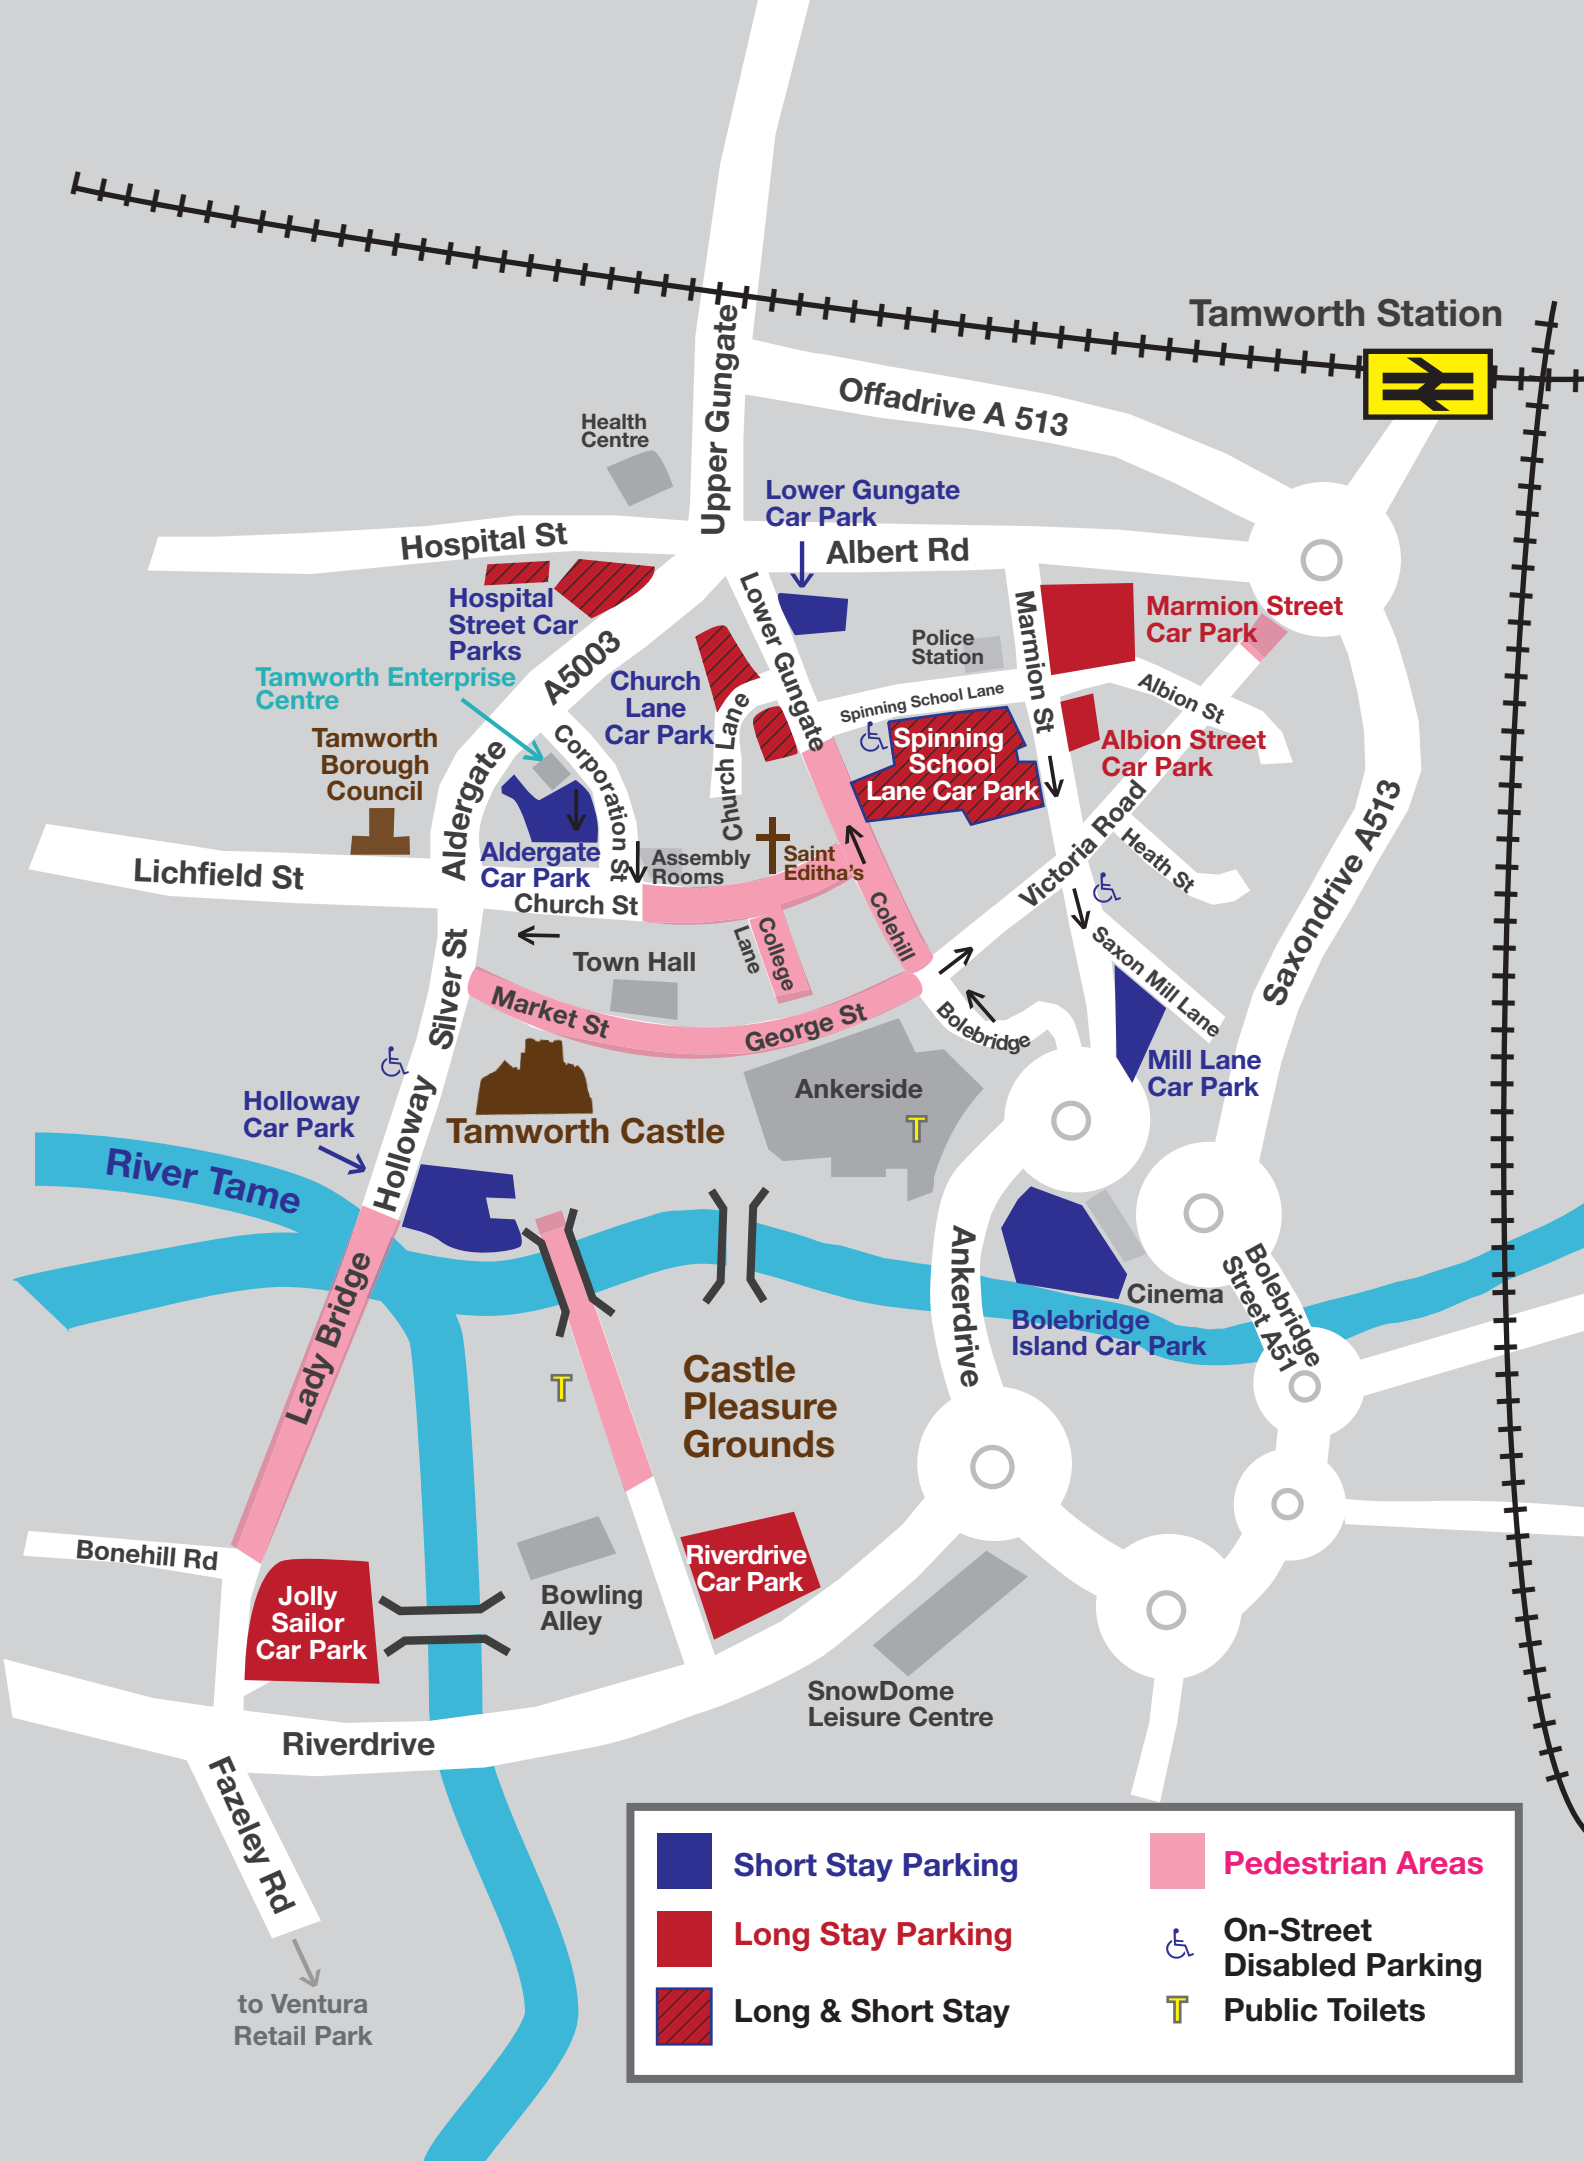 Tamworth Station
Upper Gungate
Offadrive A 513
Health
Centre
Lower Gungate
Car Park
Hospital St
Albert Rd
Hospital
Street Car
Parks
Lower Gungate
Marmion St
Marmion Street
Car Park
Police
Station
A5003
Tamworth Enterprise
Centre
Church
Lane
Car Park
Church Lane
Spinning School Lane
Albion St
Tamworth
Borough
Council
Aldergate
Corporation St
Spinning
School
Lane Car Park
Albion Street
Car Park
Saxondrive A513
Victoria Road
Heath St
Lichfield St
Aldergate
Car Park
Assembly
Rooms
Saint
Editha's
Church St
Colehill
College
Lane
Saxon Mill Lane
Silver St
Town Hall
Market St
George St
Bolebridge
Mill Lane
Car Park
Ankerside
T
Holloway
Car Park
Holloway
Tamworth Castle
River Tame
Lady Bridge
Ankerdrive
Cinema
Bolebridge
Street A51
Bolebridge
Island Car Park
T
Castle
Pleasure
Grounds
Bonehill Rd
Riverdrive
Car Park
Jolly
Sailor
Car Park
Bowling
Alley
SnowDome
Leisure Centre
Riverdrive
Fazeley Rd
to Ventura
Retail Park
Short Stay Parking
Pedestrian Areas
Long Stay Parking
On-Street
Disabled Parking
Long & Short Stay
T
Public Toilets